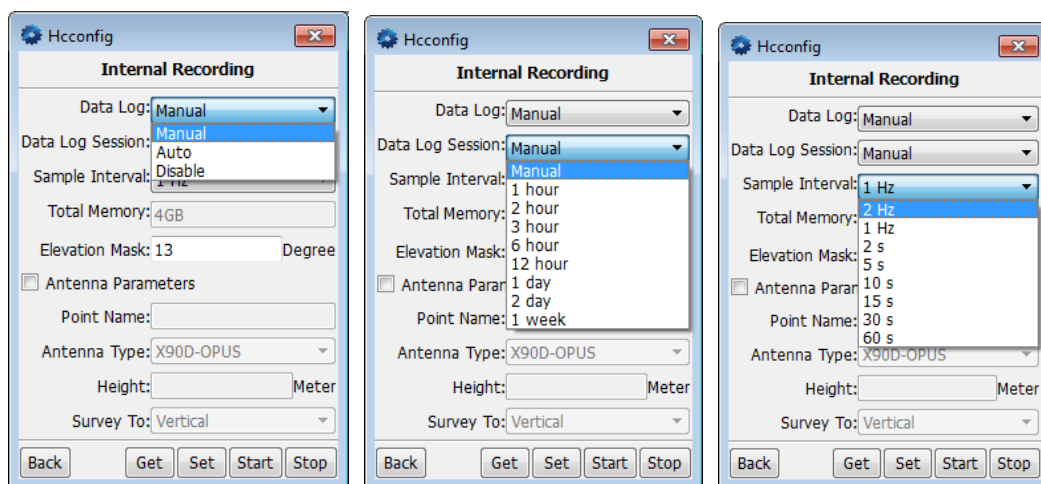 Hcconfig
Internal Recording
Data Log: Manual
Manual
Auto
Disable
Data Log Session:
Sample Interval: 1 Hz
Total Memory: 4GB
Elevation Mask: 13 Degree
Antenna Parameters
Point Name:
Antenna Type: X90D-OPUS
Height: Meter
Survey To: Vertical
Back Get Set Start Stop
Hcconfig
Internal Recording
Data Log: Manual
Data Log Session: Manual
Manual
1 hour
2 hour
3 hour
6 hour
12 hour
1 day
2 day
1 week
Sample Interval:
Total Memory:
Elevation Mask:
Antenna Parar
Point Name:
Antenna Type: X90D-OPUS
Height: Meter
Survey To: Vertical
Back Get Set Start Stop
Hcconfig
Internal Recording
Data Log: Manual
Data Log Session: Manual
Sample Interval: 1 Hz
2 Hz
1 Hz
2 s
5 s
10 s
15 s
30 s
60 s
Total Memory:
Elevation Mask:
Antenna Parar
Point Name:
Antenna Type: X90D-OPUS
Height: Meter
Survey To: Vertical
Back Get Set Start Stop